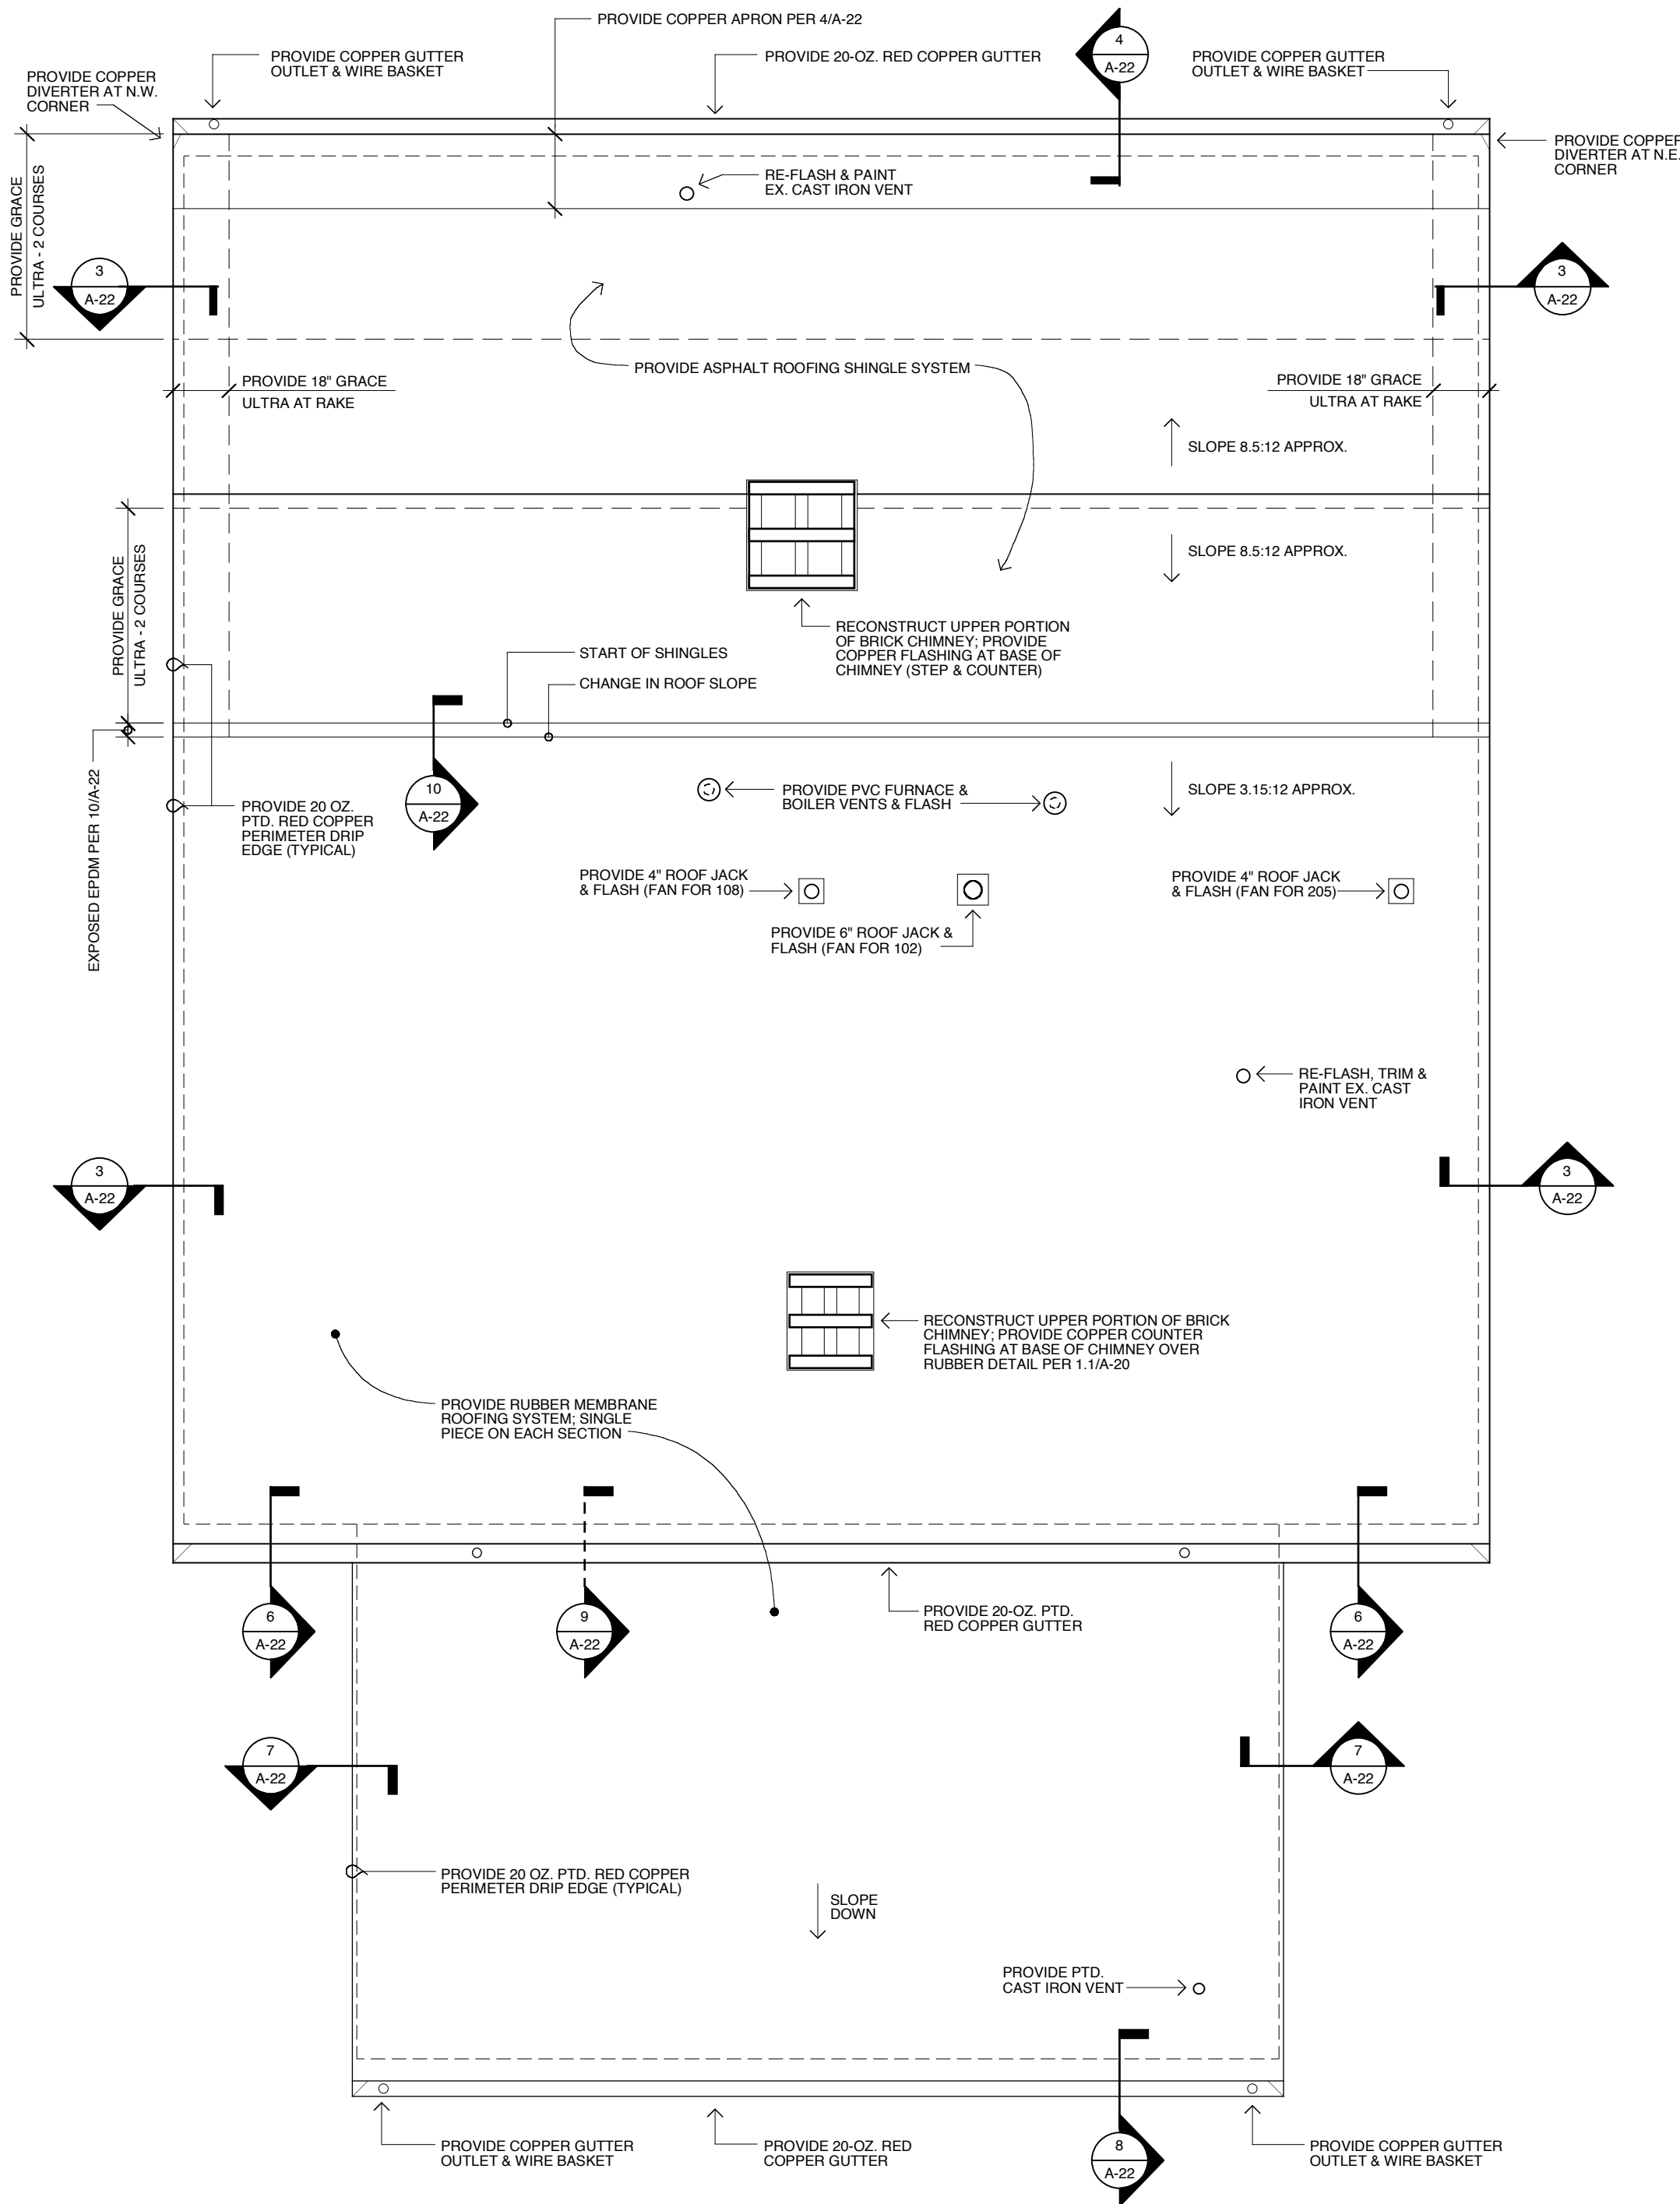 PROVIDE COPPER APRON PER 4/A-22
PROVIDE COPPER GUTTER
OUTLET & WIRE BASKET
PROVIDE 20-OZ. RED COPPER GUTTER
4
A-22
PROVIDE COPPER GUTTER
OUTLET & WIRE BASKET
PROVIDE COPPER
DIVERTER AT N.W.
CORNER
PROVIDE COPPER
DIVERTER AT N.E.
CORNER
RE-FLASH & PAINT
EX. CAST IRON VENT
PROVIDE GRACE
ULTRA - 2 COURSES
3
A-22
3
A-22
PROVIDE ASPHALT ROOFING SHINGLE SYSTEM
PROVIDE 18" GRACE
ULTRA AT RAKE
PROVIDE 18" GRACE
ULTRA AT RAKE
SLOPE 8.5:12 APPROX.
SLOPE 8.5:12 APPROX.
PROVIDE GRACE
ULTRA - 2 COURSES
RECONSTRUCT UPPER PORTION
OF BRICK CHIMNEY; PROVIDE
COPPER FLASHING AT BASE OF
CHIMNEY (STEP & COUNTER)
START OF SHINGLES
CHANGE IN ROOF SLOPE
EXPOSED EPDM PER 10/A-22
PROVIDE 20 OZ.
PTD. RED COPPER
PERIMETER DRIP
EDGE (TYPICAL)
10
A-22
PROVIDE PVC FURNACE &
BOILER VENTS & FLASH
SLOPE 3.15:12 APPROX.
PROVIDE 4" ROOF JACK
& FLASH (FAN FOR 108)
PROVIDE 6" ROOF JACK &
FLASH (FAN FOR 102)
PROVIDE 4" ROOF JACK
& FLASH (FAN FOR 205)
RE-FLASH, TRIM &
PAINT EX. CAST
IRON VENT
3
A-22
3
A-22
RECONSTRUCT UPPER PORTION OF BRICK
CHIMNEY; PROVIDE COPPER COUNTER
FLASHING AT BASE OF CHIMNEY OVER
RUBBER DETAIL PER 1.1/A-20
PROVIDE RUBBER MEMBRANE
ROOFING SYSTEM; SINGLE
PIECE ON EACH SECTION
6
A-22
9
A-22
PROVIDE 20-OZ. PTD.
RED COPPER GUTTER
6
A-22
7
A-22
7
A-22
PROVIDE 20 OZ. PTD. RED COPPER
PERIMETER DRIP EDGE (TYPICAL)
SLOPE
DOWN
PROVIDE PTD.
CAST IRON VENT
PROVIDE COPPER GUTTER
OUTLET & WIRE BASKET
PROVIDE 20-OZ. RED
COPPER GUTTER
8
A-22
PROVIDE COPPER GUTTER
OUTLET & WIRE BASKET